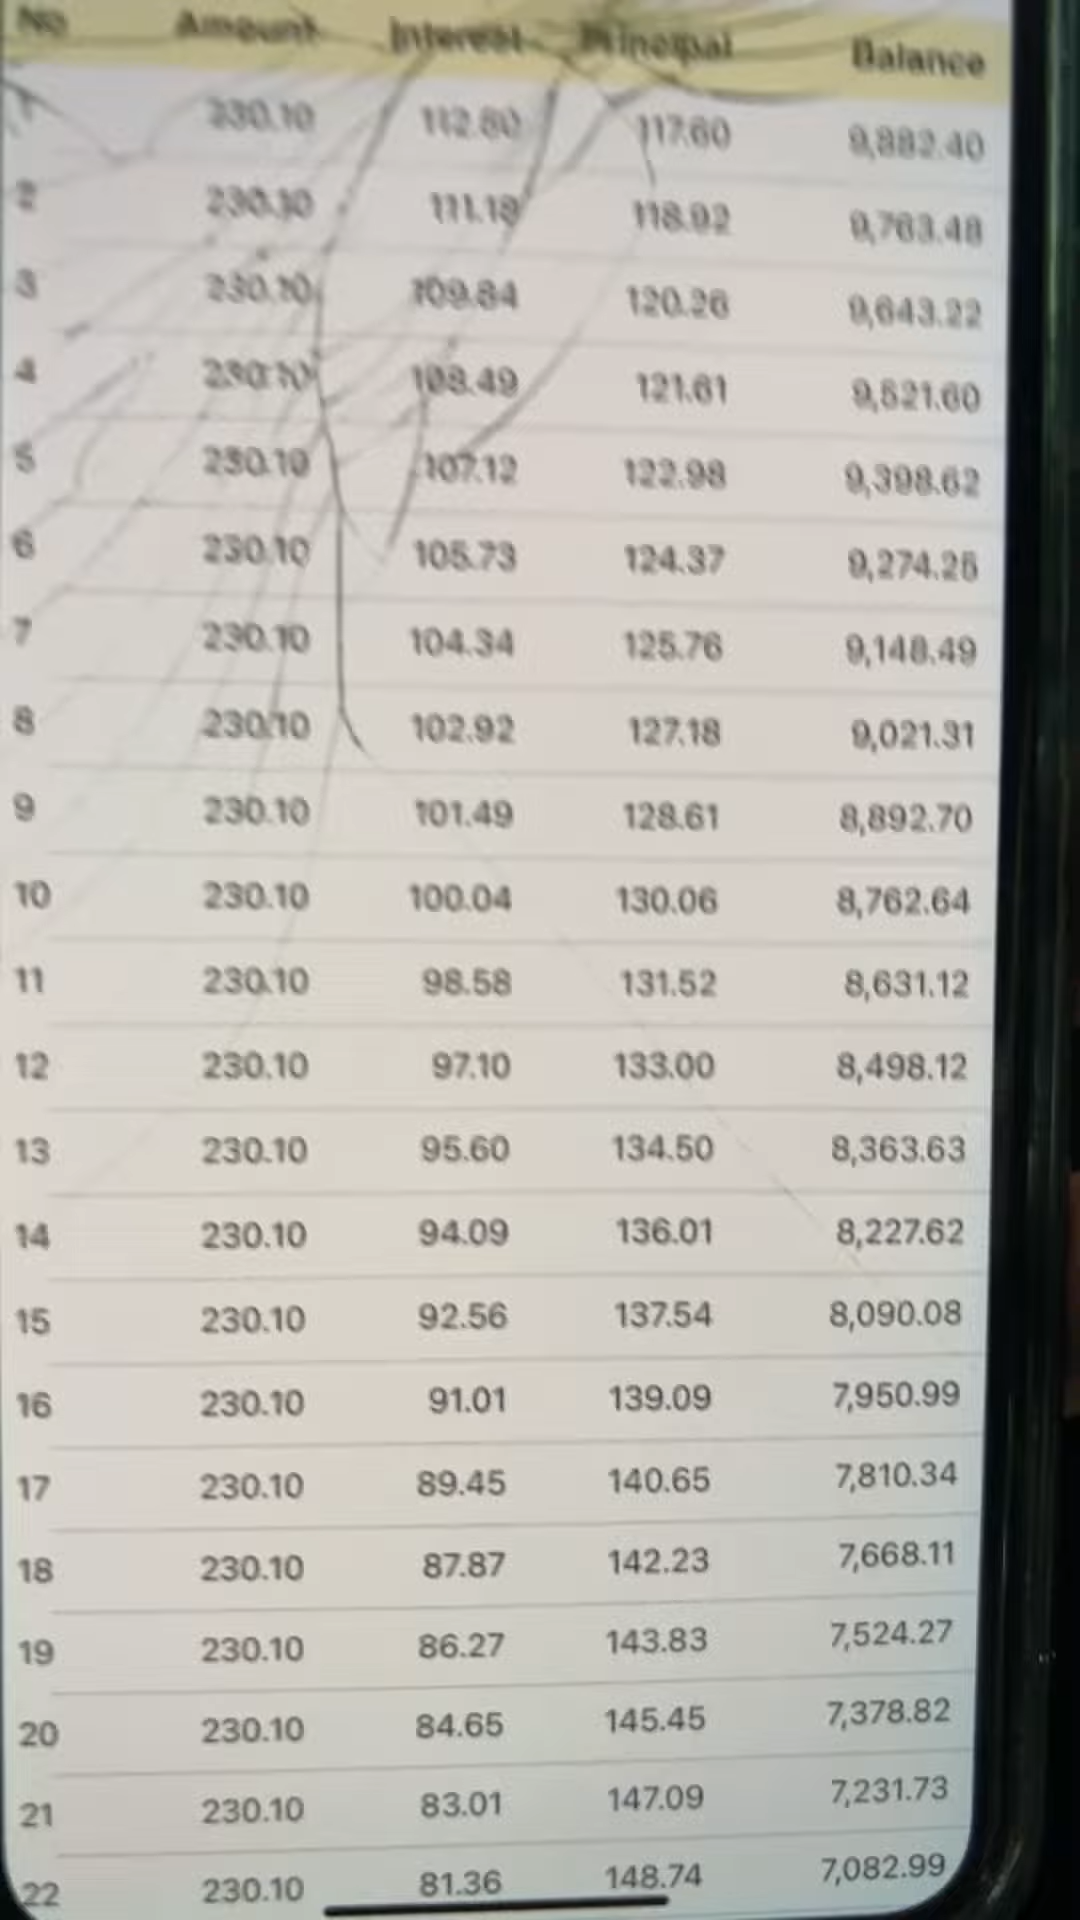 No Amount Interest Principal Balance
1 230.10 112.50 117.60 9,882.40
2 230.10 111.18 118.92 9,763.48
3 230.10 109.84 120.26 9,643.22
4 230.10 108.49 121.61 9,521.60
5 230.10 107.12 122.98 9,398.62
6 230.10 105.73 124.37 9,274.25
7 230.10 104.34 125.76 9,148.49
8 230.10 102.92 127.18 9,021.31
9 230.10 101.49 128.61 8,892.70
10 230.10 100.04 130.06 8,762.64
11 230.10 98.58 131.52 8,631.12
12 230.10 97.10 133.00 8,498.12
13 230.10 95.60 134.50 8,363.63
14 230.10 94.09 136.01 8,227.62
15 230.10 92.56 137.54 8,090.08
16 230.10 91.01 139.09 7,950.99
17 230.10 89.45 140.65 7,810.34
18 230.10 87.87 142.23 7,668.11
19 230.10 86.27 143.83 7,524.27
20 230.10 84.65 145.45 7,378.82
21 230.10 83.01 147.09 7,231.73
22 230.10 81.36 148.74 7,082.99